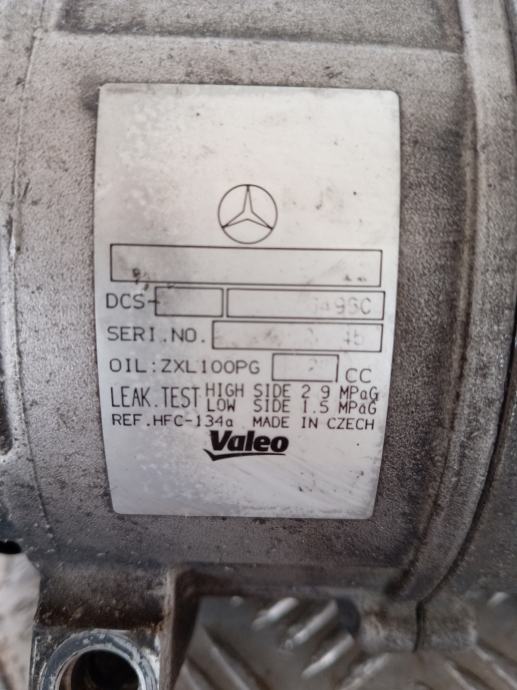 DCS-
SERI.NO.
OIL:ZXL100PG CC
LEAK.TEST HIGH SIDE 2 9 MPaG
LOW SIDE 1.5 MPaG
REF.HFC-134a MADE IN CZECH
Valeo